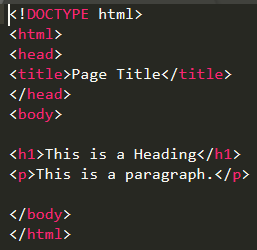 <!DOCTYPE html>
<html>
<head>
<title>Page Title</title>
</head>
<body>

<h1>This is a Heading</h1>
<p>This is a paragraph.</p>

</body>
</html>